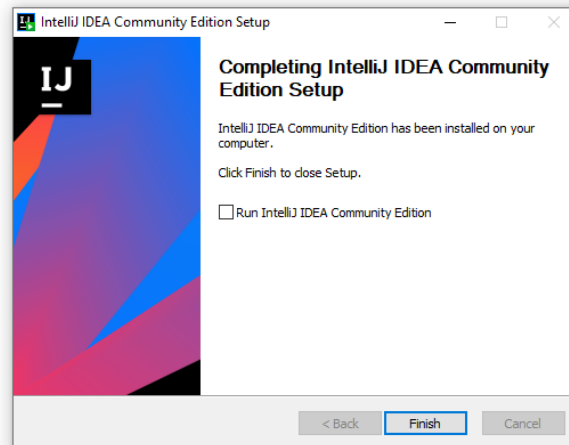 IntelliJ IDEA Community Edition Setup
IJ
Completing IntelliJ IDEA Community
Edition Setup
IntelliJ IDEA Community Edition has been installed on your
computer.
Click Finish to close Setup.
Run IntelliJ IDEA Community Edition
< Back
Finish
Cancel